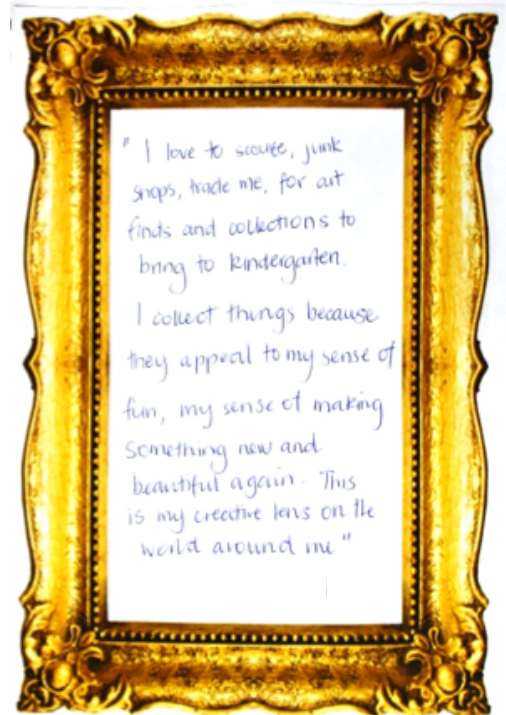 " I love to scoure, junk
shops, trade me, for art
finds and collections to
bring to kindergarten.
I collect things because
they appeal to my sense of
fun, my sense of making
something new and
beautiful again. This
is my creative lens on the
world around me"